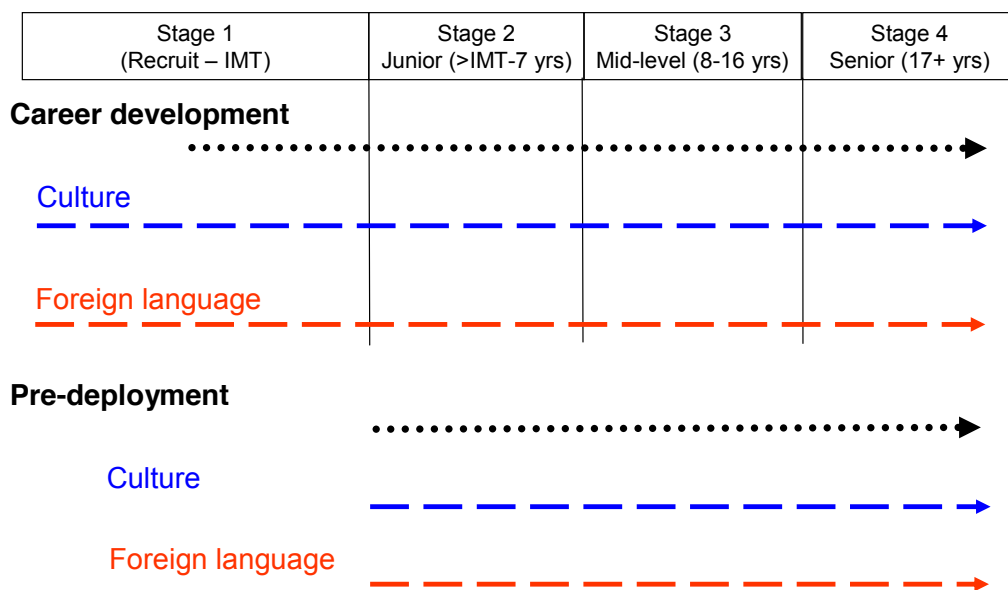 Stage 1
(Recruit – IMT)
Stage 2
Junior (>IMT-7 yrs)
Stage 3
Mid-level (8-16 yrs)
Stage 4
Senior (17+ yrs)
Career development
Culture
Foreign language
Pre-deployment
Culture
Foreign language